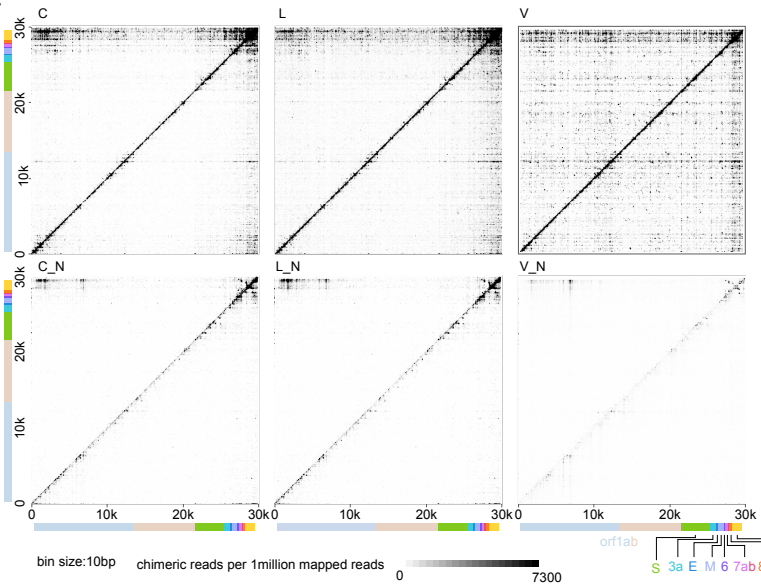 C L V
30k
20k
10k
0
C_N L_N V_N
30k
20k
10k
0
0 10k 20k 30k 0 10k 20k 30k 0 10k 20k 30k
orf1ab
S 3a E M 6 7ab 8
bin size:10bp chimeric reads per 1million mapped reads
0 7300